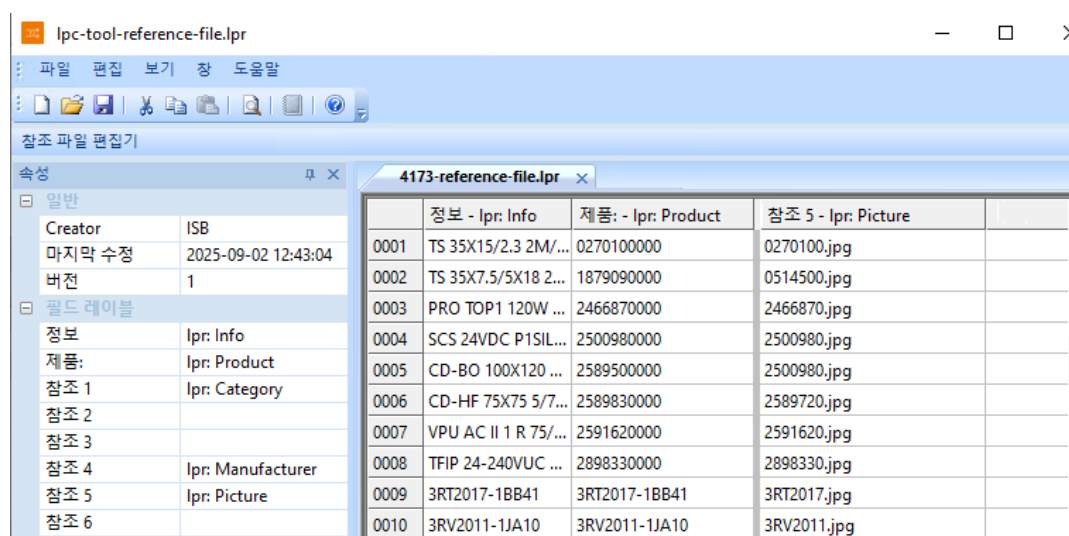 lpc-tool-reference-file.lpr
파일 편집 보기 창 도움말
참조 파일 편집기
속성
4173-reference-file.lpr
일반
Creator ISB
마지막 수정 2025-09-02 12:43:04
버전 1
필드 레이블
정보 lpr: Info
제품: lpr: Product
참조 1 lpr: Category
참조 2
참조 3
참조 4 lpr: Manufacturer
참조 5 lpr: Picture
참조 6
정보 - lpr: Info 제품: - lpr: Product 참조 5 - lpr: Picture
0001 TS 35X15/2.3 2M/... 0270100000 0270100.jpg
0002 TS 35X7.5/5X18 2... 1879090000 0514500.jpg
0003 PRO TOP1 120W ... 2466870000 2466870.jpg
0004 SCS 24VDC P1SIL... 2500980000 2500980.jpg
0005 CD-BO 100X120 ... 2589500000 2500980.jpg
0006 CD-HF 75X75 5/7... 2589830000 2589720.jpg
0007 VPU AC II 1 R 75/... 2591620000 2591620.jpg
0008 TFIP 24-240VUC ... 2898330000 2898330.jpg
0009 3RT2017-1BB41 3RT2017-1BB41 3RT2017.jpg
0010 3RV2011-1JA10 3RV2011-1JA10 3RV2011.jpg